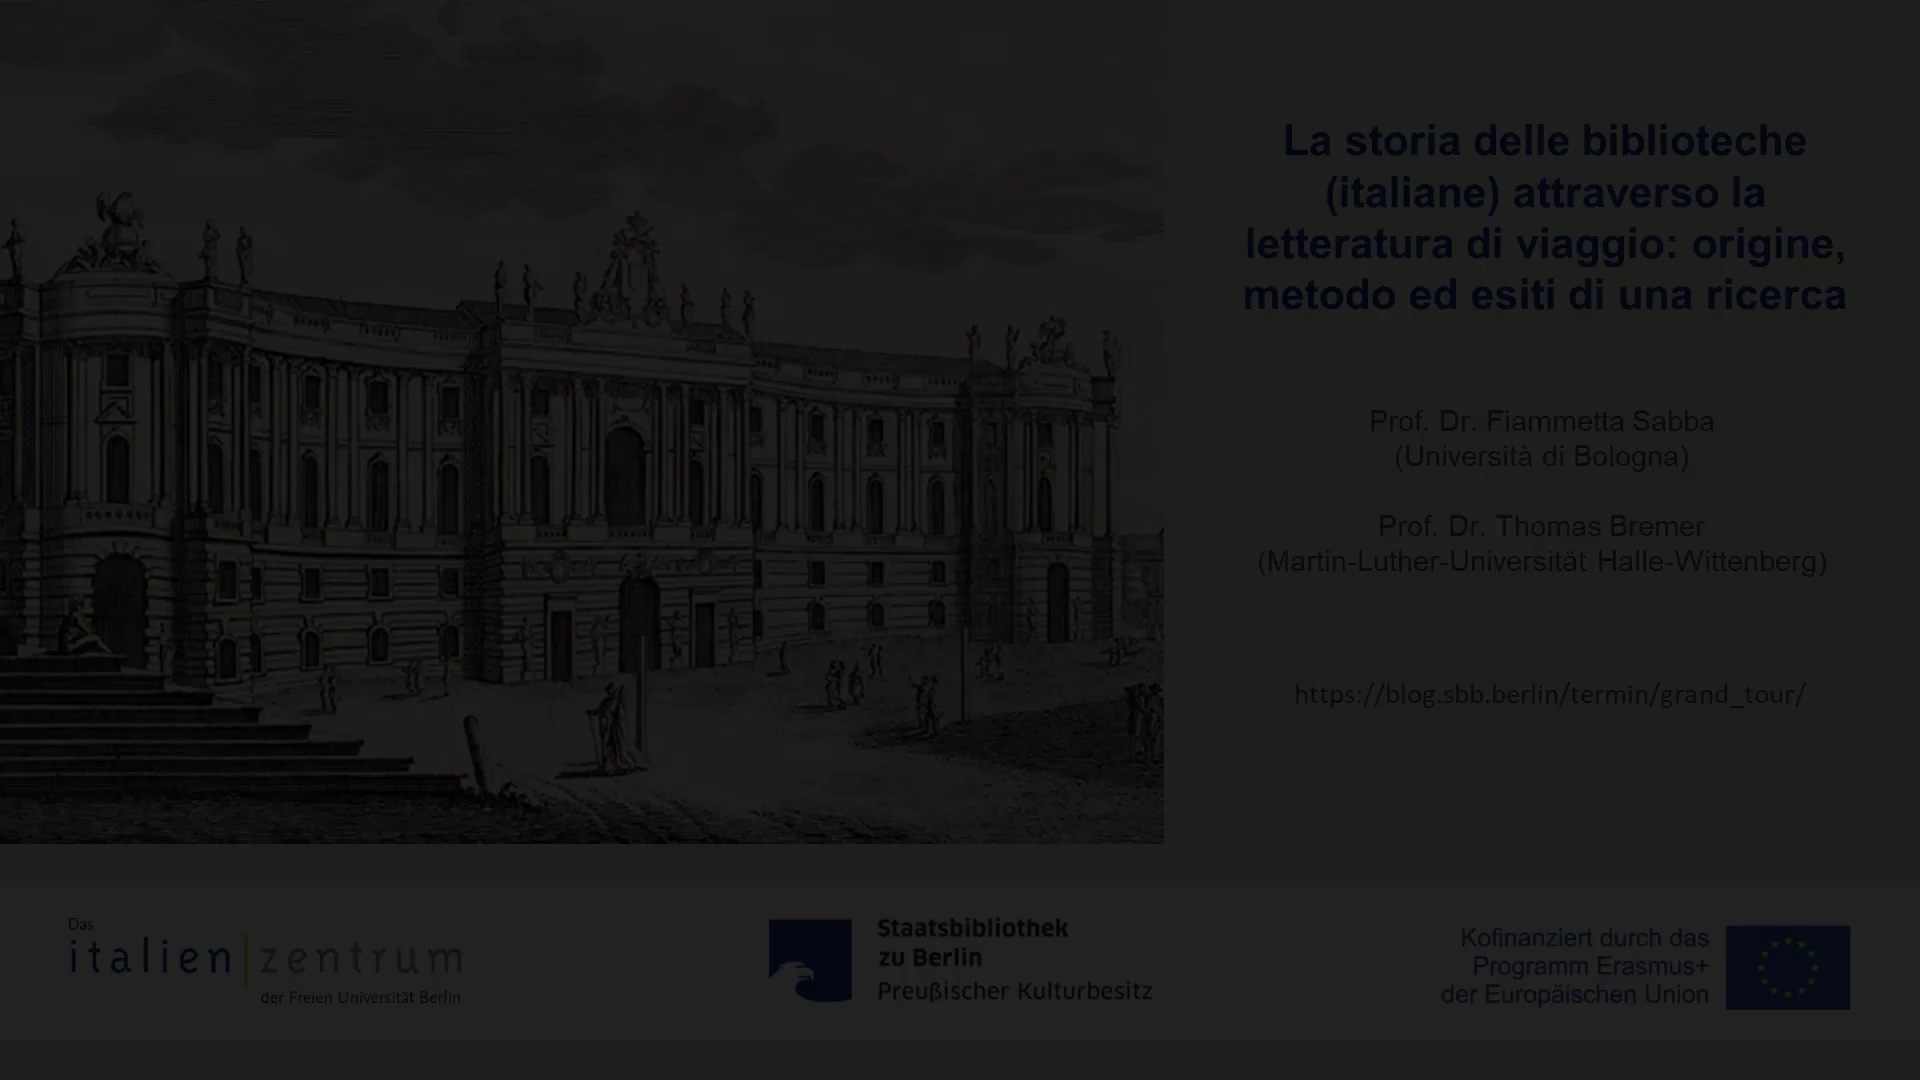 La storia delle biblioteche
(italiane) attraverso la
letteratura di viaggio: origine,
metodo ed esiti di una ricerca
Prof. Dr. Fiammetta Sabba
(Università di Bologna)
Prof. Dr. Thomas Bremer
(Martin-Luther-Universität Halle-Wittenberg)
https://blog.sbb.berlin/termin/grand_tour/
Das
italien zentrum
der Freien Universität Berlin
Staatsbibliothek
zu Berlin
Preußischer Kulturbesitz
Kofinanziert durch das
Programm Erasmus+
der Europäischen Union